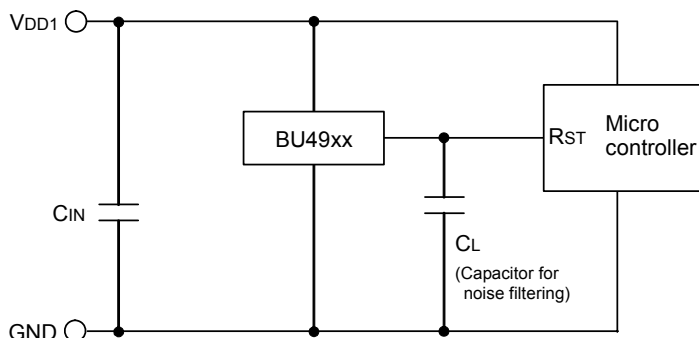 VDD1
BU49xx
RST
Micro
controller
CIN
CL
(Capacitor for
noise filtering)
GND